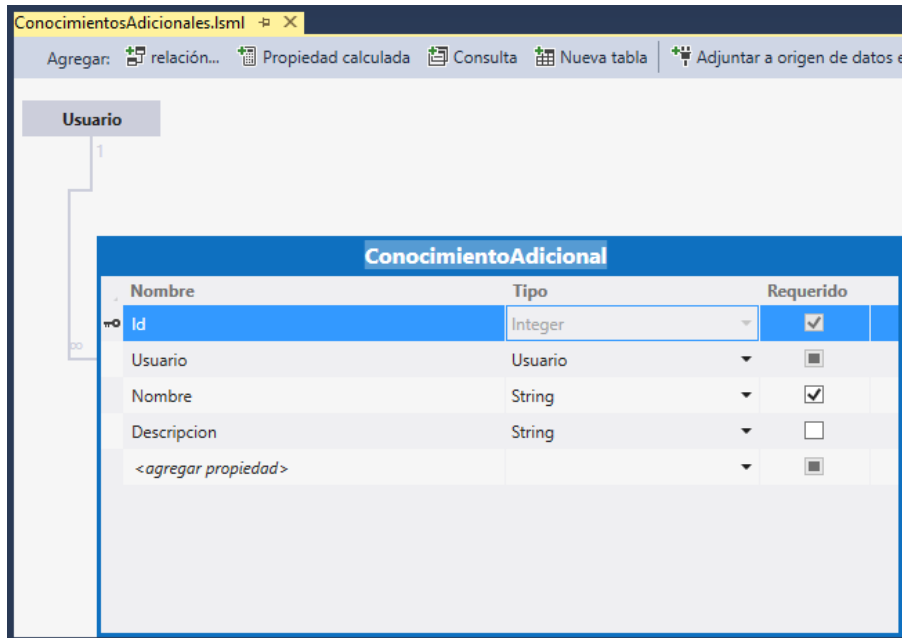 ConocimientosAdicionales.lsml
Agregar: relación... Propiedad calculada Consulta Nueva tabla Adjuntar a origen de datos e
Usuario
1
∞
ConocimientoAdicional
Nombre Tipo Requerido
Id Integer
Usuario Usuario
Nombre String
Descripcion String
<agregar propiedad>